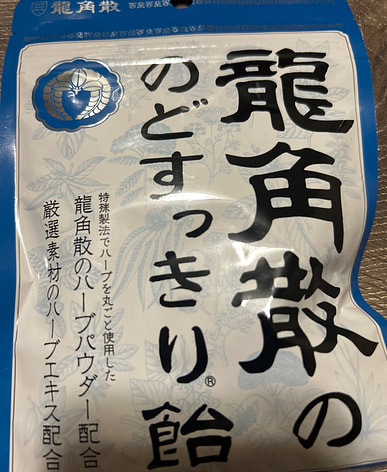 龍角散
龍角散の
のどすっきり飴®
特殊製法でハーブを丸ごと使用した
龍角散のハーブパウダー配合
厳選素材のハーブエキス配合